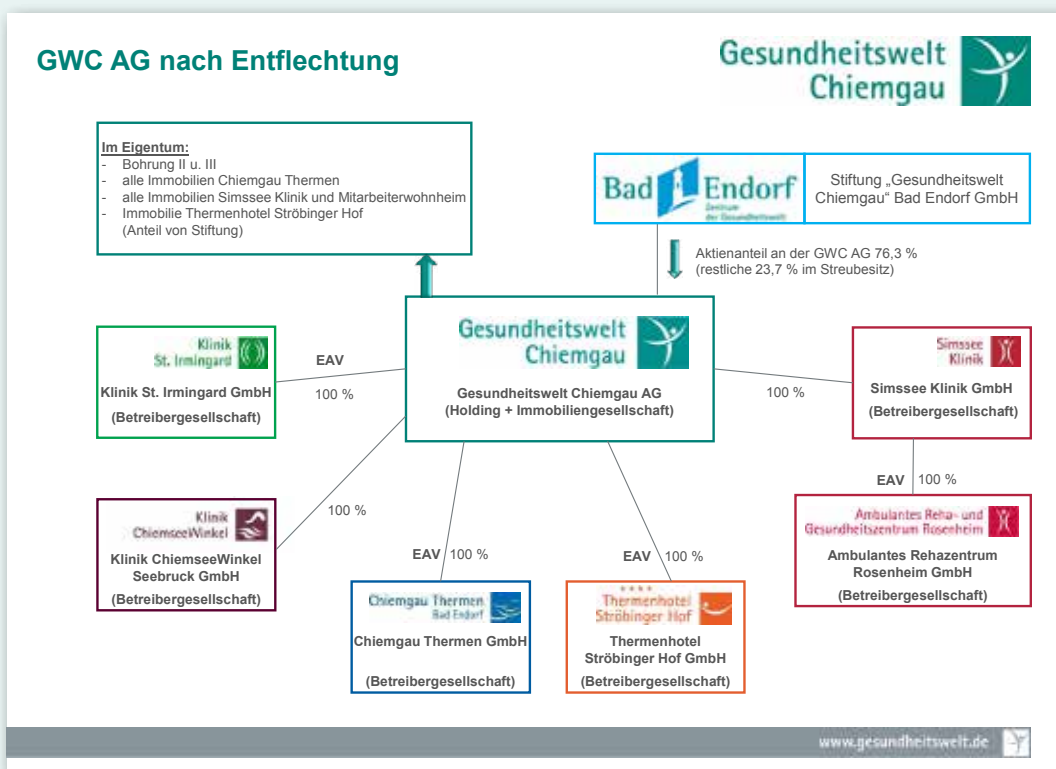 GWC AG nach Entflechtung
Gesundheitswelt
Chiemgau
Im Eigentum:
- Bohrung II u. III
- alle Immobilien Chiemgau Thermen
- alle Immobilien Simssee Klinik und Mitarbeiterwohnheim
- Immobilie Thermenhotel Ströbinger Hof
(Anteil von Stiftung)
Bad Endorf
Zentrum
der Gesundheitswelt
Stiftung „Gesundheitswelt
Chiemgau“ Bad Endorf GmbH
Aktienanteil an der GWC AG 76,3 %
(restliche 23,7 % im Streubesitz)
Gesundheitswelt
Chiemgau
Gesundheitswelt Chiemgau AG
(Holding + Immobiliengesellschaft)
Klinik
St. Irmingard
Klinik St. Irmingard GmbH
(Betreibergesellschaft)
EAV
100 %
Simssee
Klinik
Simssee Klinik GmbH
(Betreibergesellschaft)
100 %
EAV 100 %
Klinik
ChiemseeWinkel
Klinik ChiemseeWinkel
Seebruck GmbH
(Betreibergesellschaft)
100 %
Ambulantes Reha- und
Gesundheitszentrum Rosenheim
Ambulantes Rehazentrum
Rosenheim GmbH
(Betreibergesellschaft)
EAV 100 %
Chiemgau Thermen
Bad Endorf
Chiemgau Thermen GmbH
(Betreibergesellschaft)
EAV 100 %
Thermenhotel
Ströbinger Hof
Thermenhotel
Ströbinger Hof GmbH
(Betreibergesellschaft)
www.gesundheitswelt.de